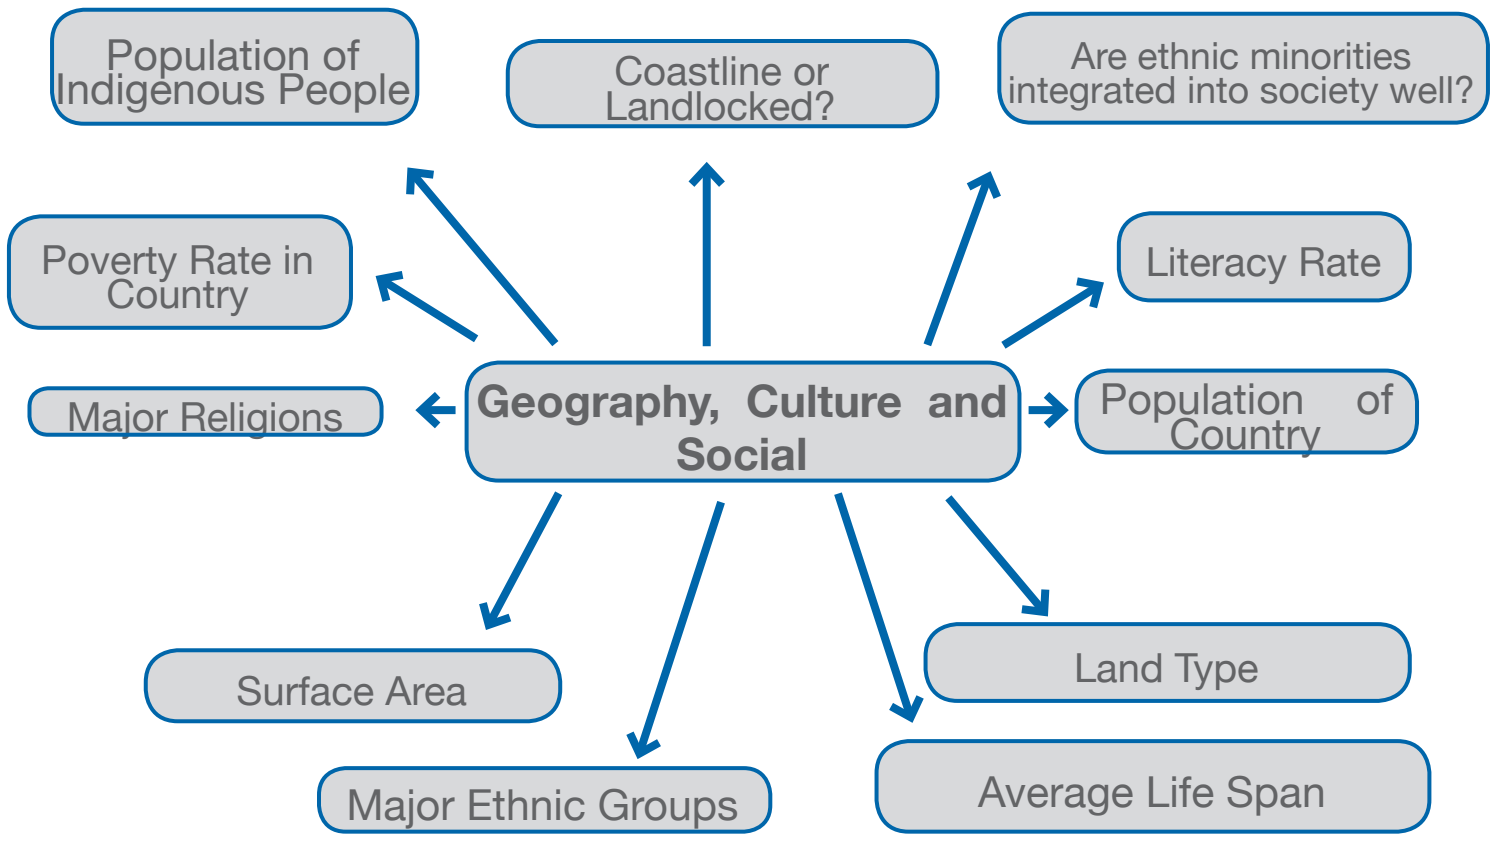 Population of
Indigenous People
Coastline or
Landlocked?
Are ethnic minorities
integrated into society well?
Poverty Rate in
Country
Literacy Rate
Major Religions
Geography, Culture and
Social
Population of
Country
Surface Area
Land Type
Major Ethnic Groups
Average Life Span